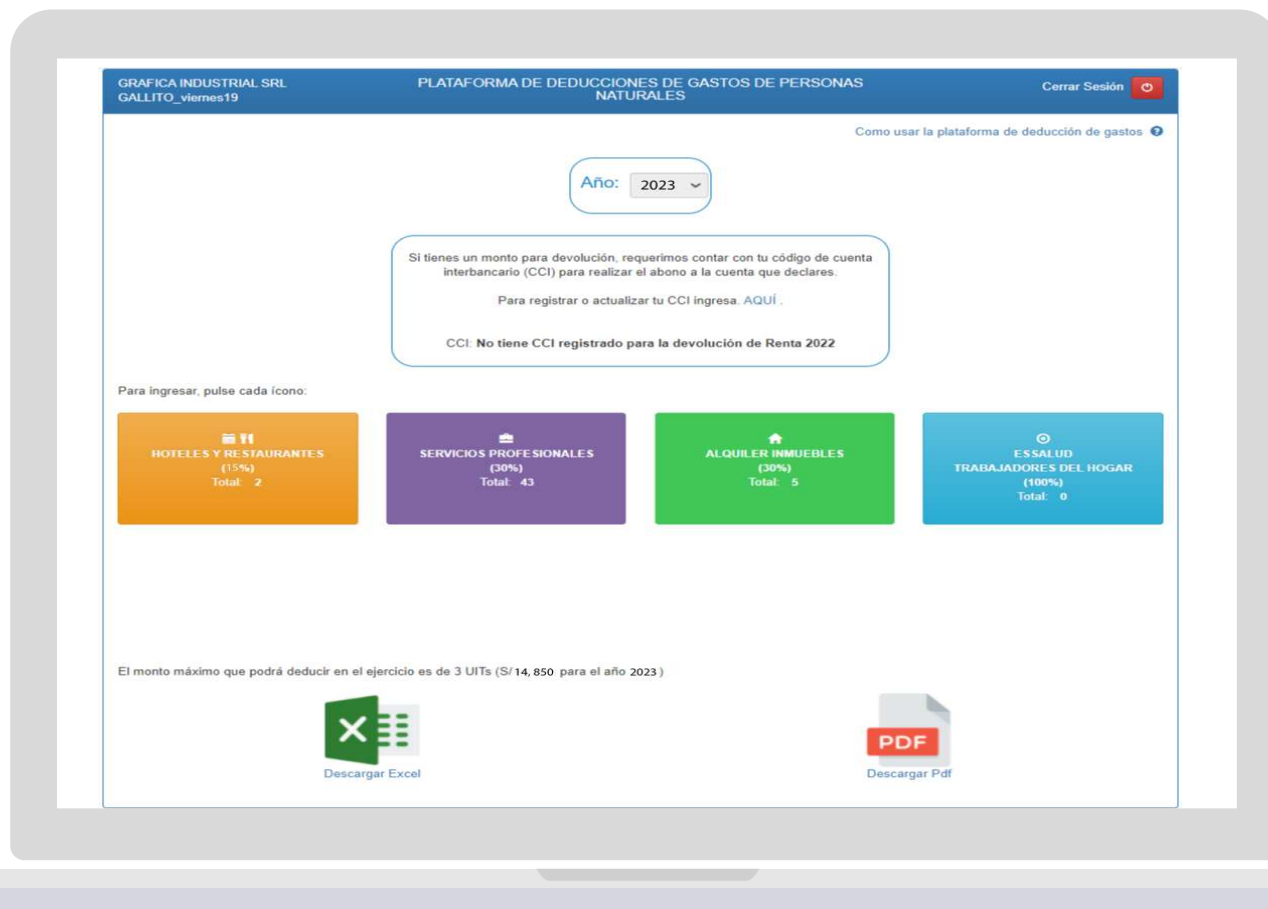 GRAFICA INDUSTRIAL SRL
GALLITO_viernes19
PLATAFORMA DE DEDUCCIONES DE GASTOS DE PERSONAS
NATURALES
Cerrar Sesión
Como usar la plataforma de deducción de gastos
Año: 2023
Si tienes un monto para devolución, requerimos contar con tu código de cuenta
interbancario (CCI) para realizar el abono a la cuenta que declares.
Para registrar o actualizar tu CCI ingresa. AQUÍ .
CCI: No tiene CCI registrado para la devolución de Renta 2022
Para ingresar, pulse cada ícono:
HOTELES Y RESTAURANTES
(15%)
Total: 2
SERVICIOS PROFESIONALES
(30%)
Total: 43
ALQUILER INMUEBLES
(30%)
Total: 5
ESSALUD
TRABAJADORES DEL HOGAR
(100%)
Total: 0
El monto máximo que podrá deducir en el ejercicio es de 3 UITs (S/ 14, 850 para el año 2023 )
X
Descargar Excel
PDF
Descargar Pdf